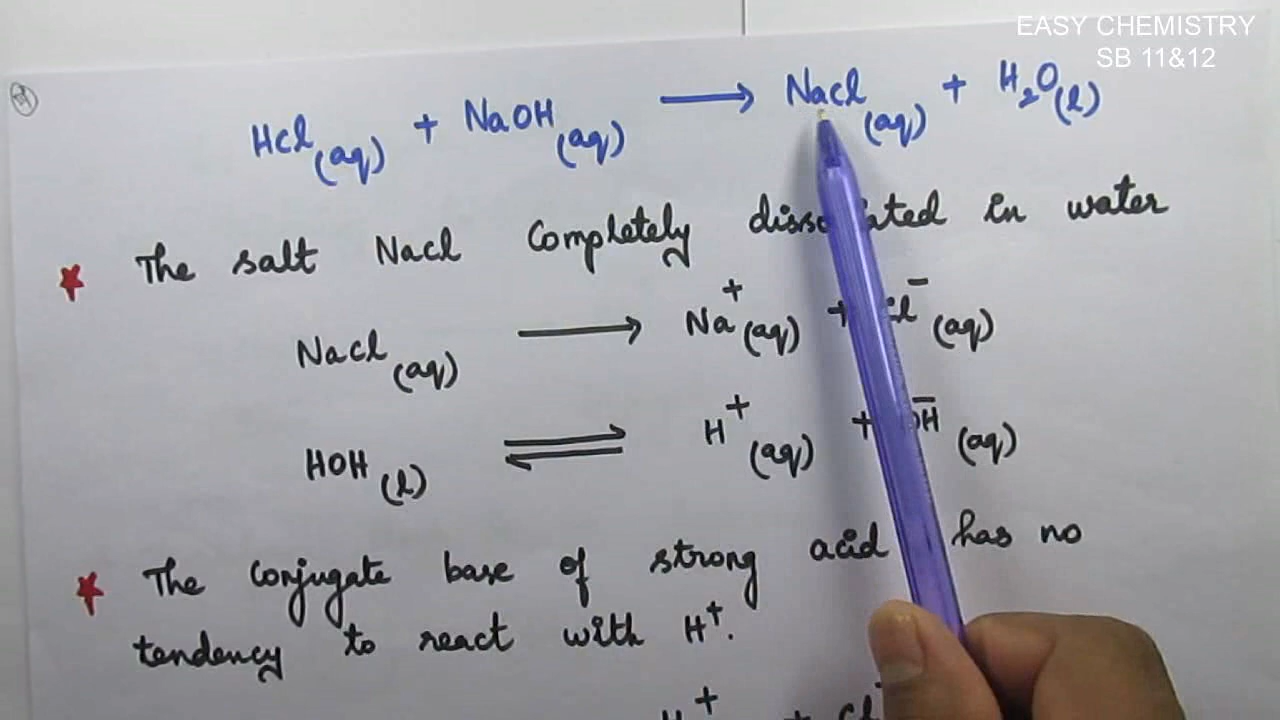 EASY CHEMISTRY
SB 11&12
HCl(aq) + NaOH(aq) ⟶ NaCl(aq) + H₂O(l)
★ The salt NaCl completely in water
NaCl(aq) ⟶ Na⁺(aq) + Cl⁻(aq)
HOH(l) ⇌ H⁺(aq) + OH⁻(aq)
★ The conjugate base of strong acid has no
tendency to react with H⁺.
H⁺ + Cl⁻